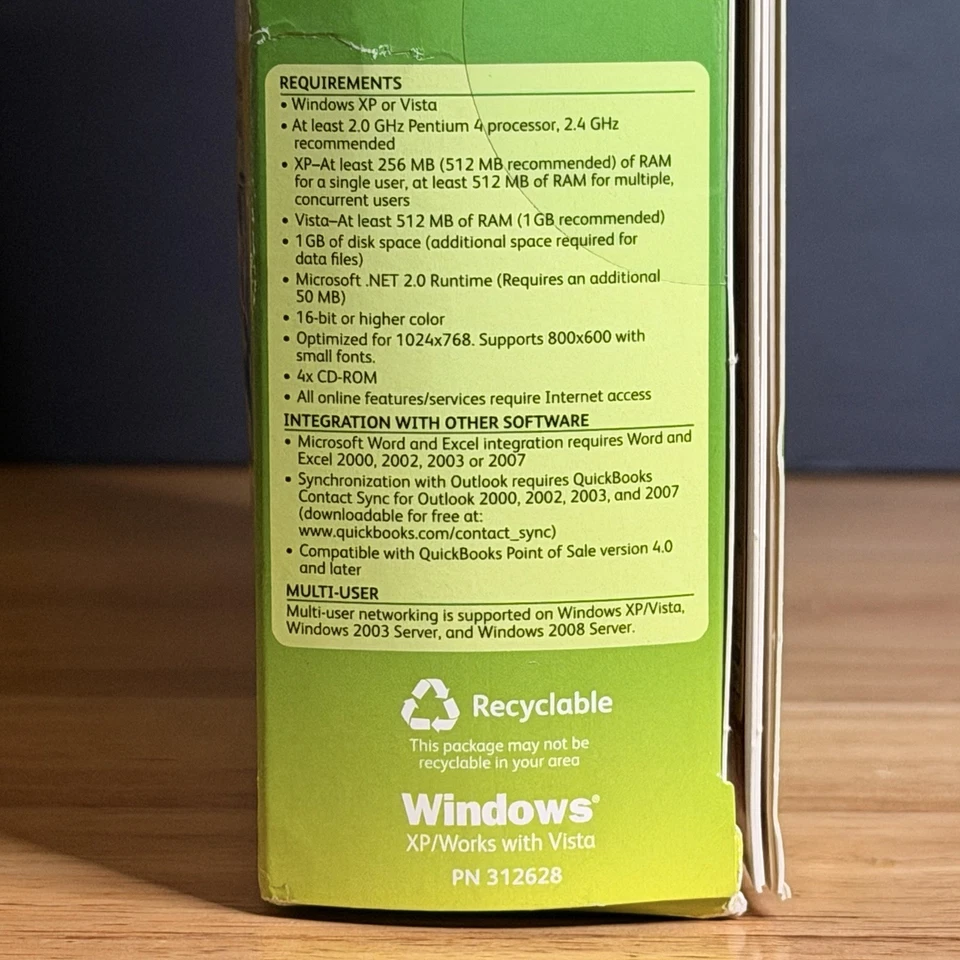 REQUIREMENTS
• Windows XP or Vista
• At least 2.0 GHz Pentium 4 processor, 2.4 GHz
recommended
• XP–At least 256 MB (512 MB recommended) of RAM
for a single user, at least 512 MB of RAM for multiple,
concurrent users
• Vista–At least 512 MB of RAM (1 GB recommended)
• 1 GB of disk space (additional space required for
data files)
• Microsoft .NET 2.0 Runtime (Requires an additional
50 MB)
• 16-bit or higher color
• Optimized for 1024x768. Supports 800x600 with
small fonts.
• 4x CD-ROM
• All online features/services require Internet access
INTEGRATION WITH OTHER SOFTWARE
• Microsoft Word and Excel integration requires Word and
Excel 2000, 2002, 2003 or 2007
• Synchronization with Outlook requires QuickBooks
Contact Sync for Outlook 2000, 2002, 2003, and 2007
(downloadable for free at:
www.quickbooks.com/contact_sync)
• Compatible with QuickBooks Point of Sale version 4.0
and later
MULTI-USER
Multi-user networking is supported on Windows XP/Vista,
Windows 2003 Server, and Windows 2008 Server.
Recyclable
This package may not be
recyclable in your area
Windows®
XP/Works with Vista
PN 312628